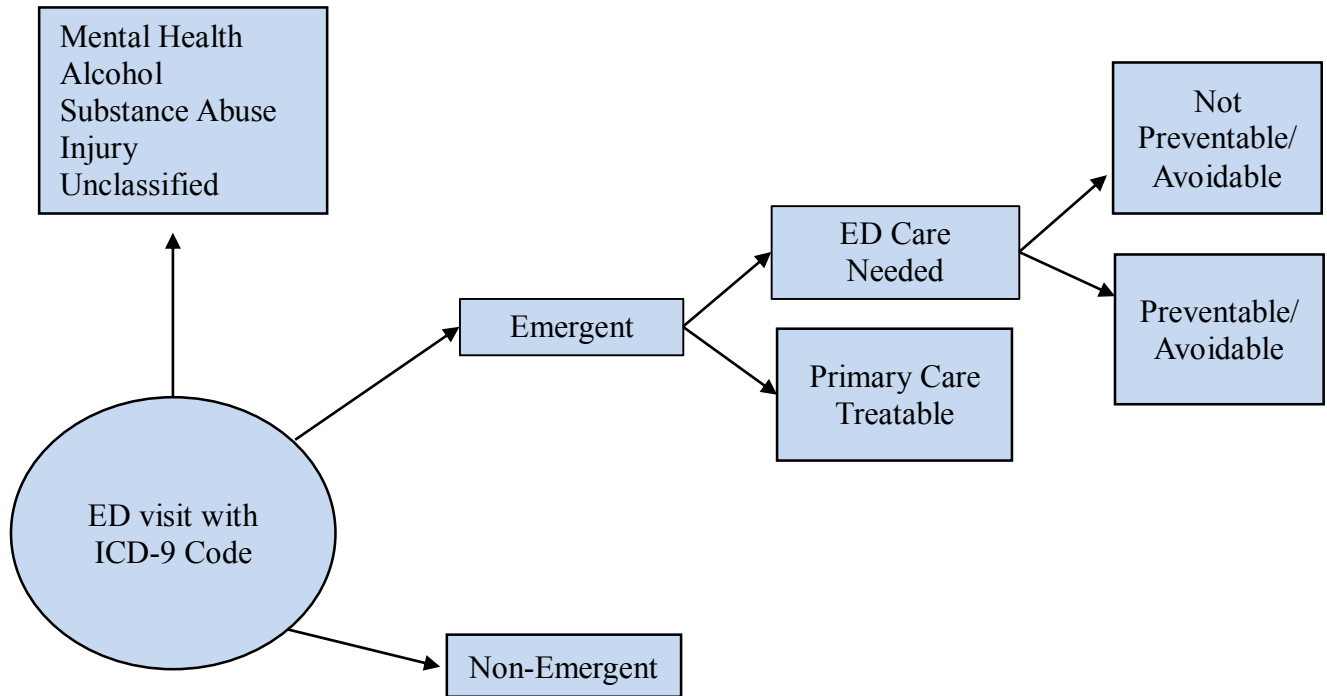 Mental Health
Alcohol
Substance Abuse
Injury
Unclassified
Not
Preventable/
Avoidable
ED Care
Needed
Preventable/
Avoidable
Emergent
Primary Care
Treatable
ED visit with
ICD-9 Code
Non-Emergent